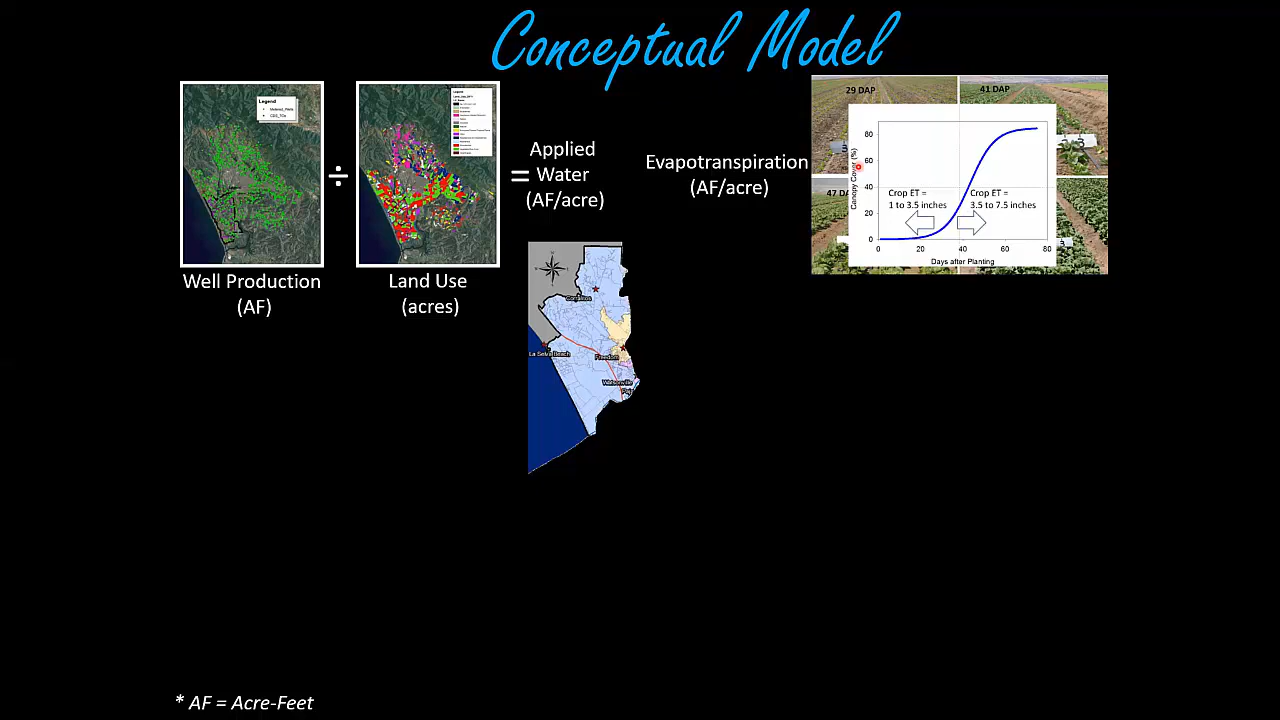 Conceptual Model
Legend
÷
=
Well Production
(AF)
Land Use
(acres)
Applied
Water
(AF/acre)
Corralitos
La Selva Beach
Freedom
Watsonville
Evapotranspiration
(AF/acre)
29 DAP
41 DAP
47 DA
Canopy Cover (%)
80
60
40
20
0
Crop ET =
1 to 3.5 inches
Crop ET =
3.5 to 7.5 inches
0 20 40 60 80
Days after Planting
* AF = Acre-Feet